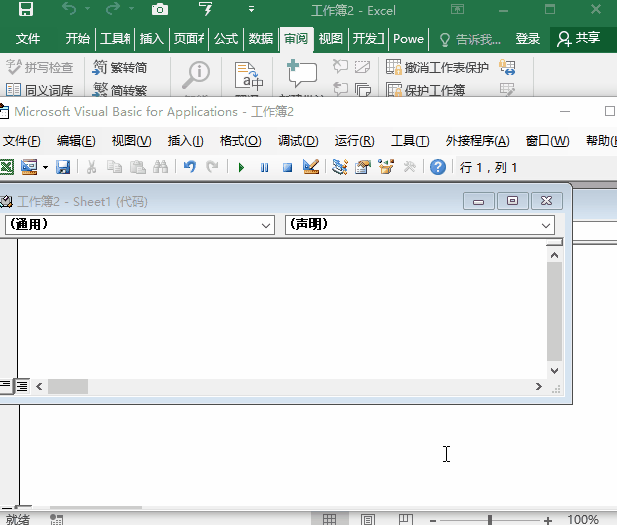 工作簿2 - Excel
文件 开始 工具箱 插入 页面布 公式 数据 审阅 视图 开发工 Powe 告诉我... 登录 共享
拼写检查 繁转简 撤消工作表保护
同义词库 简转繁 保护工作簿
Microsoft Visual Basic for Applications - 工作簿2
文件(F) 编辑(E) 视图(V) 插入(I) 格式(O) 调试(D) 运行(R) 工具(T) 外接程序(A) 窗口(W) 帮助(
行 1，列 1
工作簿2 - Sheet1 (代码)
(通用) (声明)
就绪 100%